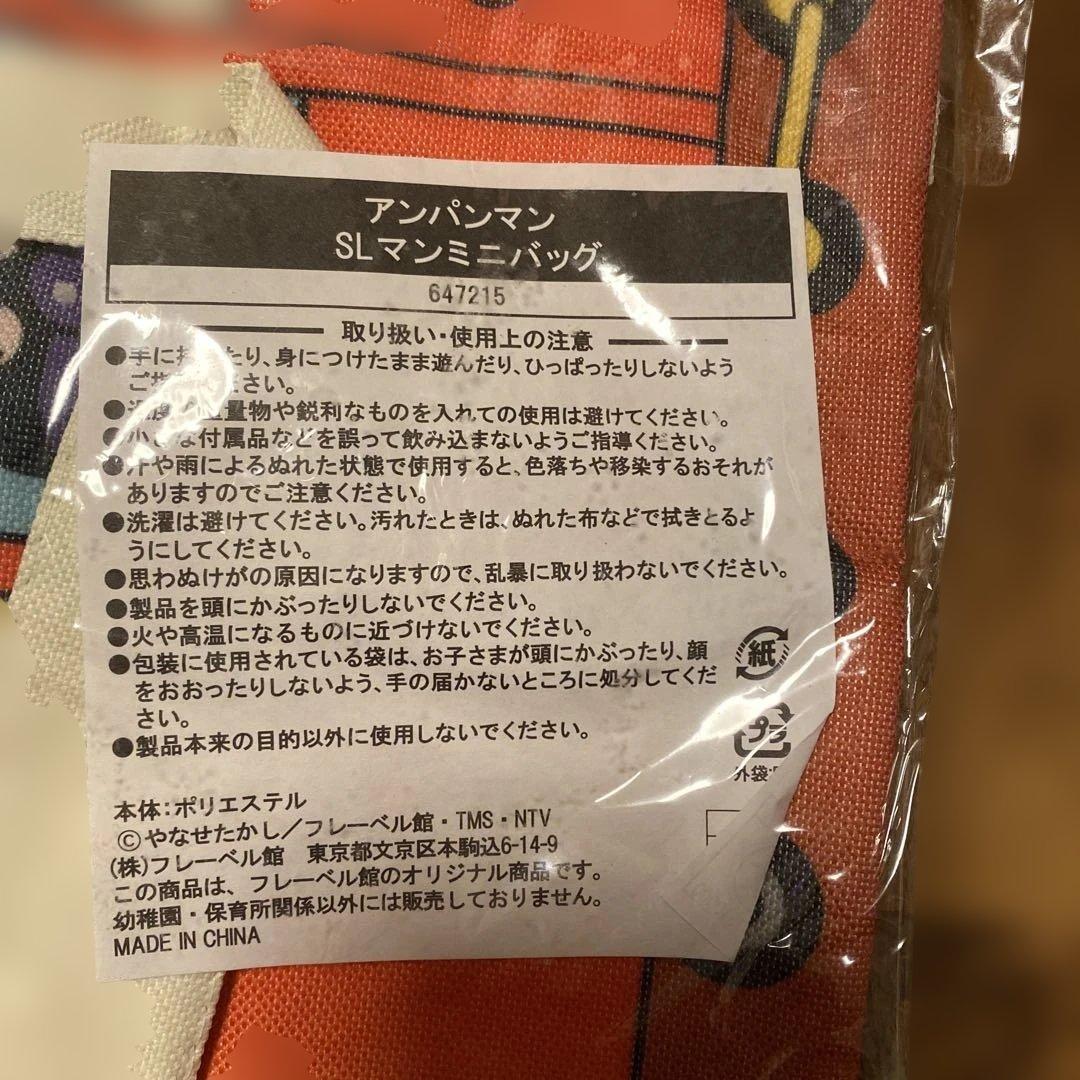 アンパンマン
SLマンミニバッグ
647215
取り扱い・使用上の注意
●手に たり、身につけたまま遊んだり、ひっぱったりしないよう
ください。
● 量物や鋭利なものを入れての使用は避けてください。
●小さな付属品などを誤って飲み込まないようご指導ください。
●汗や雨によるぬれた状態で使用すると、色落ちや移染するおそれが
ありますのでご注意ください。
●洗濯は避けてください。汚れたときは、ぬれた布などで拭きとるよ
うにしてください。
●思わぬけがの原因になりますので、乱暴に取り扱わないでください。
●製品を頭にかぶったりしないでください。
●火や高温になるものに近づけないでください。
●包装に使用されている袋は、お子さまが頭にかぶったり、顔
をおおったりしないよう、手の届かないところに処分してくだ
さい。
●製品本来の目的以外に使用しないでください。
紙
プラ
外袋:
本体:ポリエステル
©やなせたかし/フレーベル館・TMS・NTV
(株)フレーベル館 東京都文京区本駒込6-14-9
この商品は、フレーベル館のオリジナル商品です。
幼稚園・保育所関係以外には販売しておりません。
MADE IN CHINA